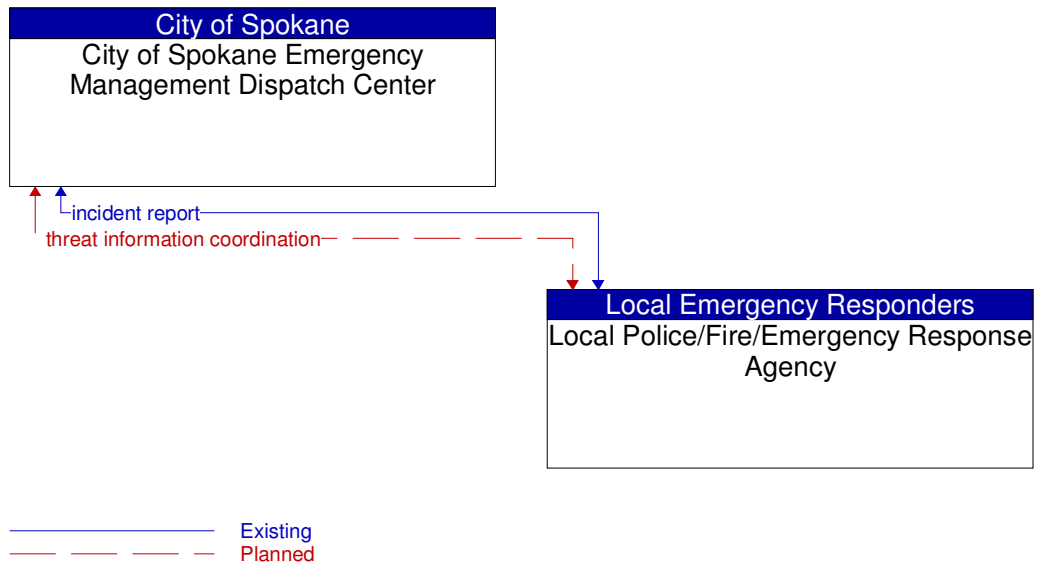 City of Spokane
City of Spokane Emergency
Management Dispatch Center
incident report
threat information coordination
Local Emergency Responders
Local Police/Fire/Emergency Response
Agency
Existing
Planned